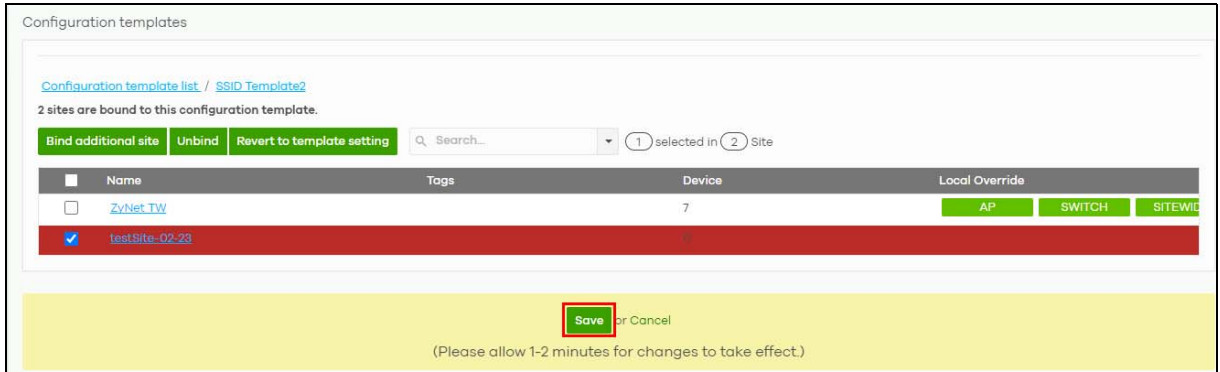 Configuration templates
Configuration template list / SSID Template2
2 sites are bound to this configuration template.
Bind additional site Unbind Revert to template setting Search... 1 selected in 2 Site
Name Tags Device Local Override
ZyNet TW 7 AP SWITCH SITEWID
testSite-02-23
Save or Cancel
(Please allow 1-2 minutes for changes to take effect.)